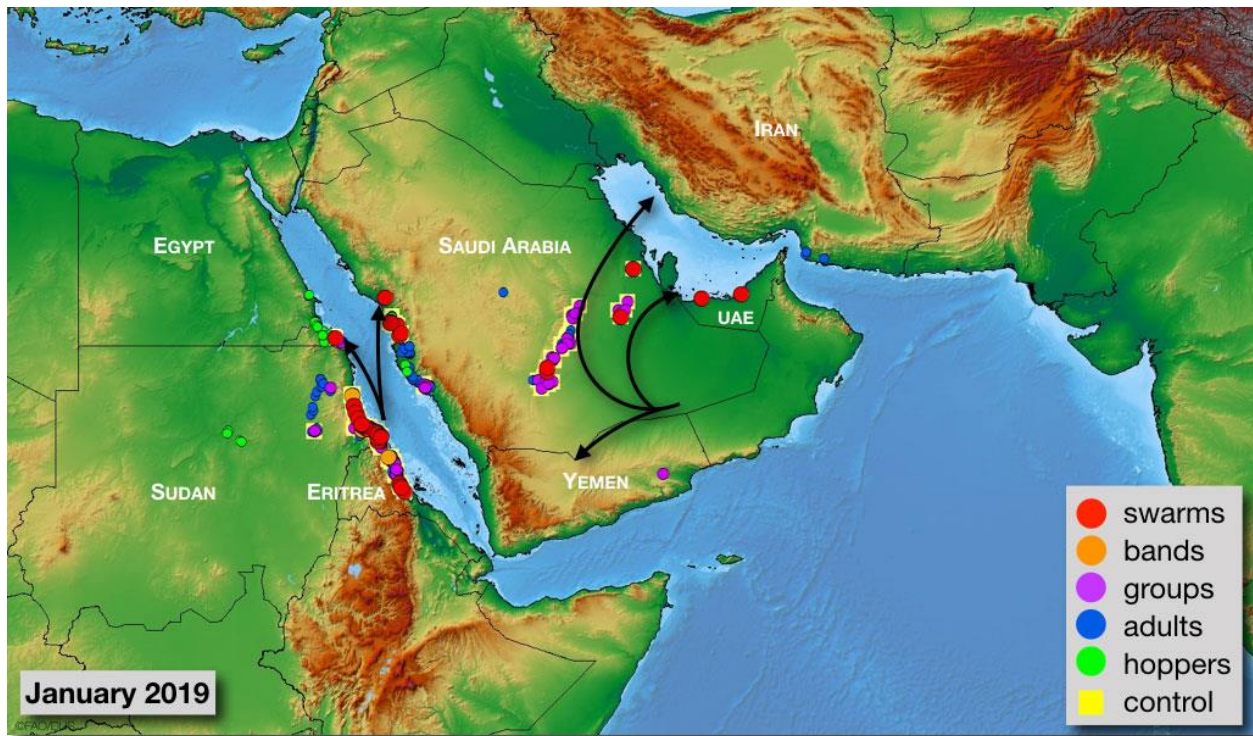 IRAN
EGYPT
SAUDI ARABIA
UAE
SUDAN
ERITREA
YEMEN
swarms
bands
groups
adults
hoppers
control
January 2019